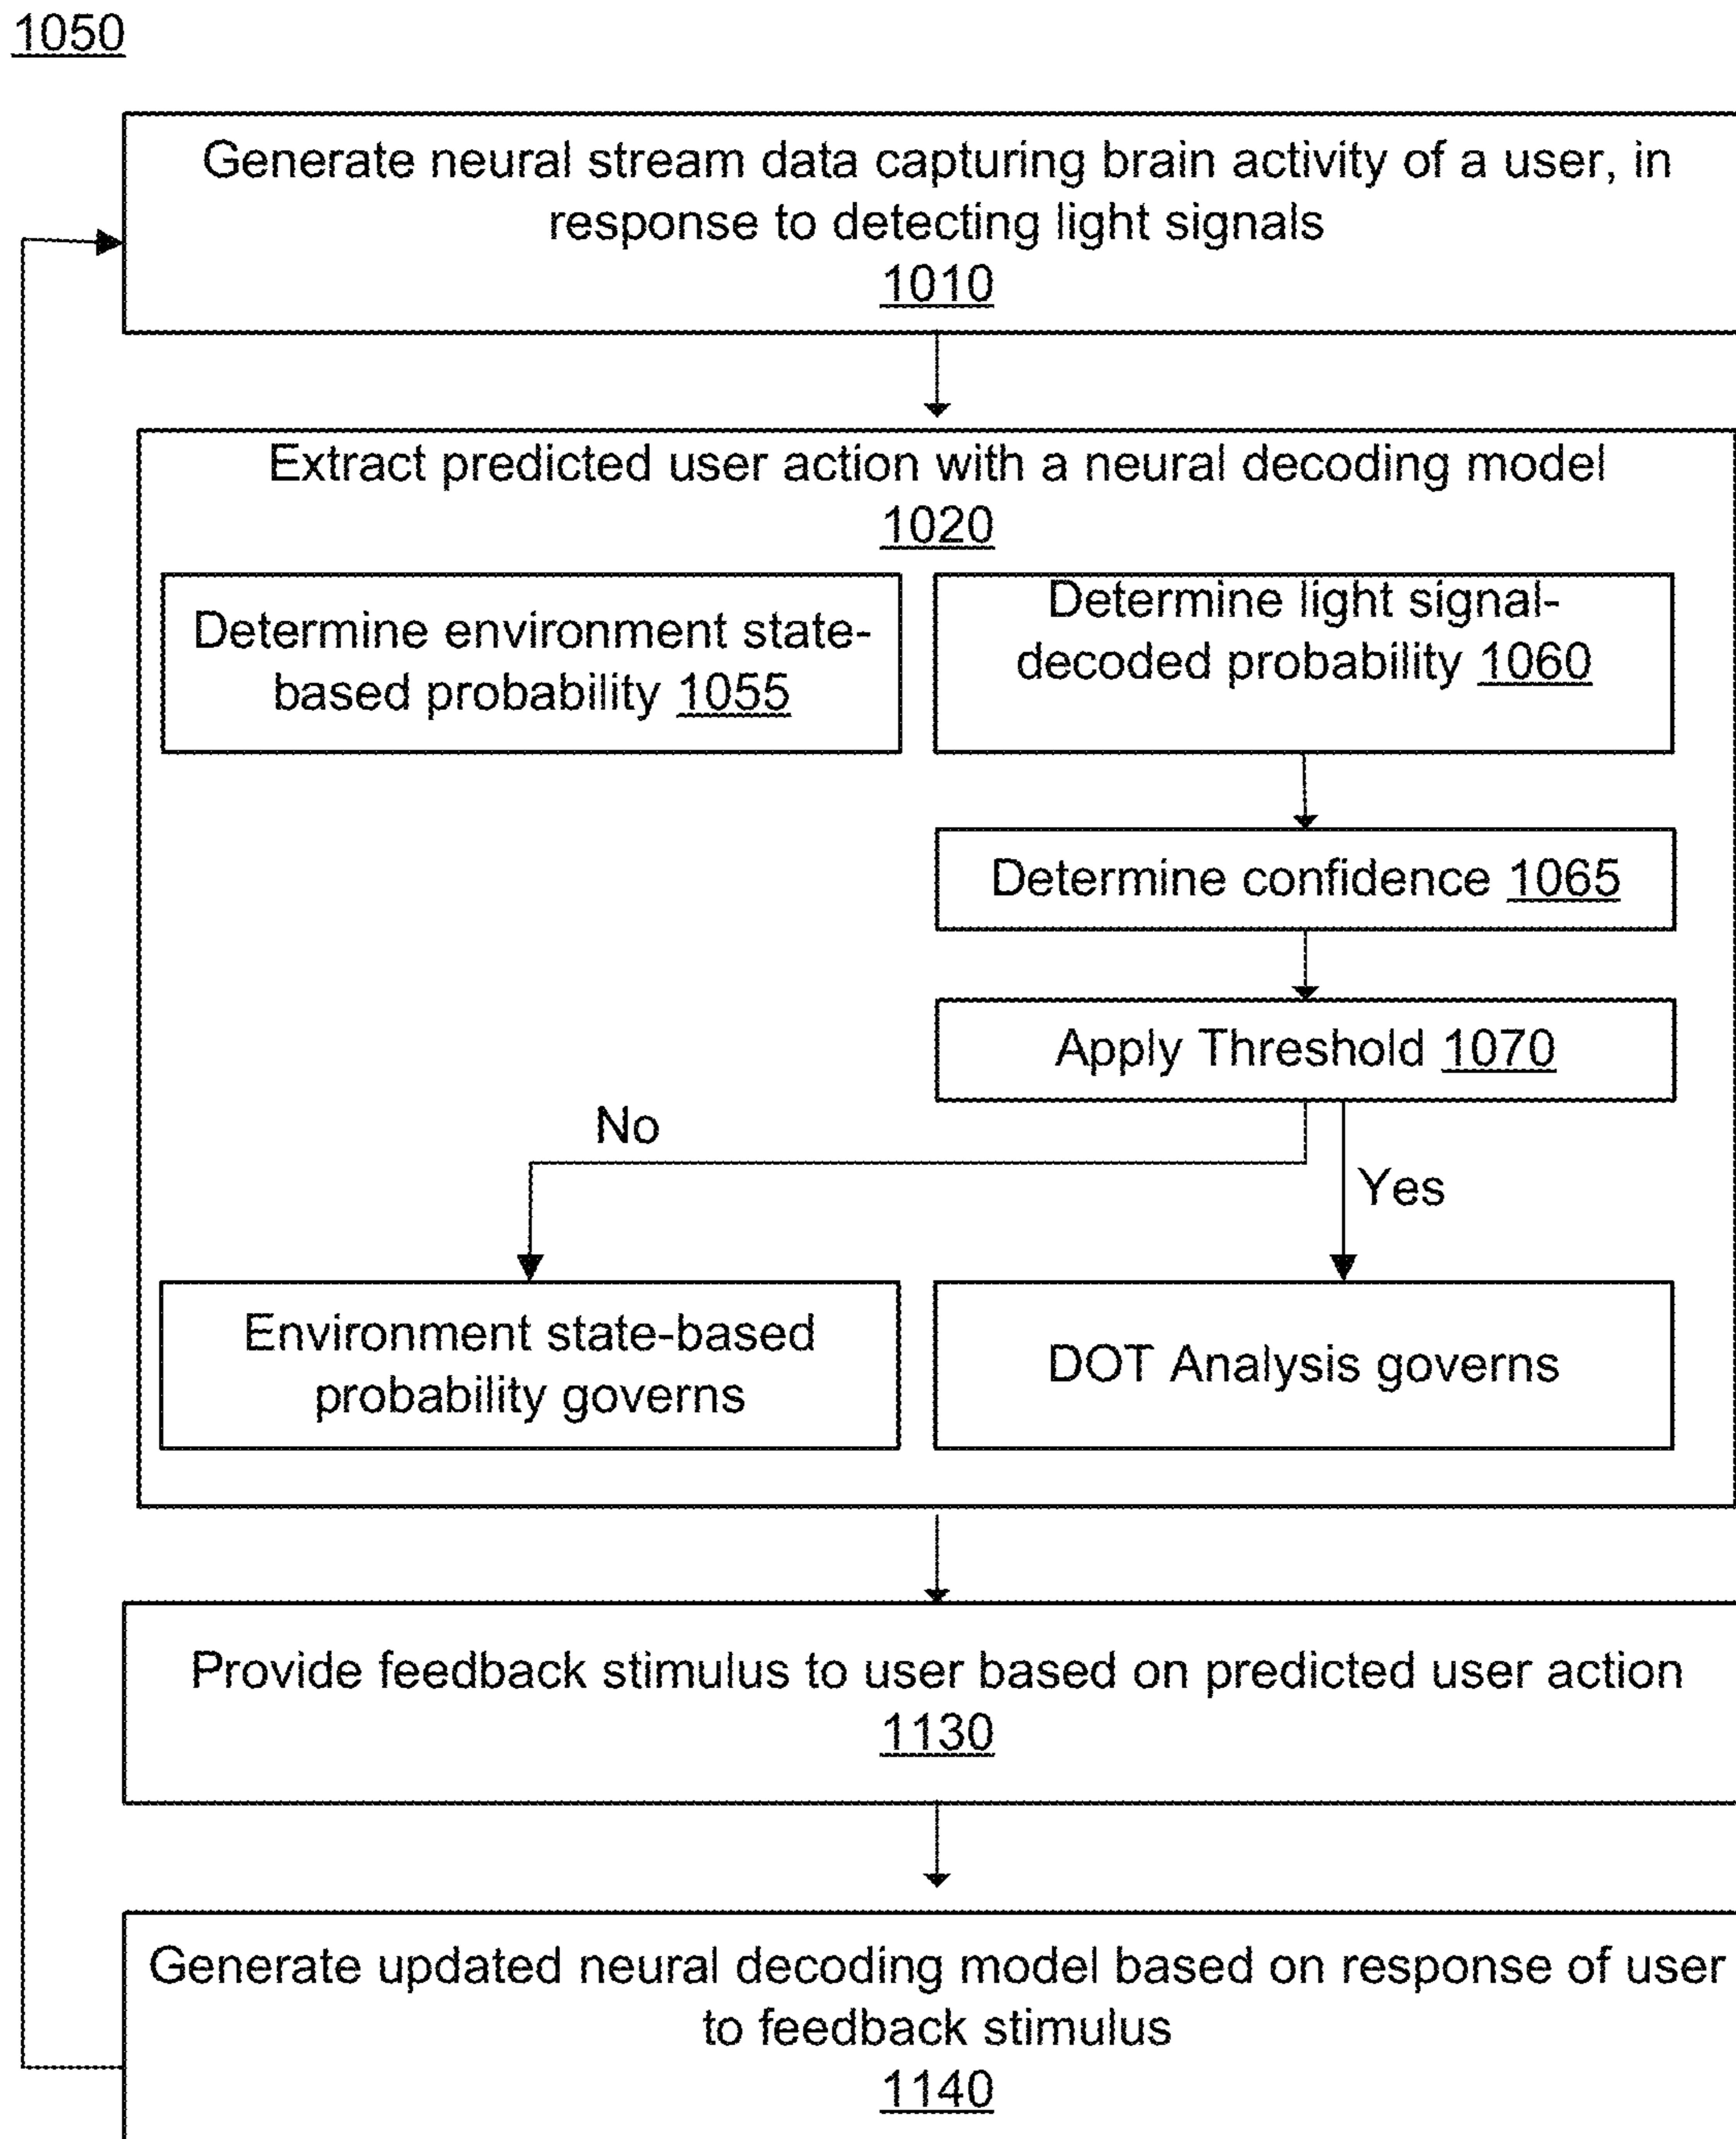 1050
Generate neural stream data capturing brain activity of a user, in
response to detecting light signals
1010
Extract predicted user action with a neural decoding model
1020
Determine environment state-
based probability 1055
Determine light signal-
decoded probability 1060
Determine confidence 1065
Apply Threshold 1070
No
Yes
Environment state-based
probability governs
DOT Analysis governs
Provide feedback stimulus to user based on predicted user action
1130
Generate updated neural decoding model based on response of user
to feedback stimulus
1140